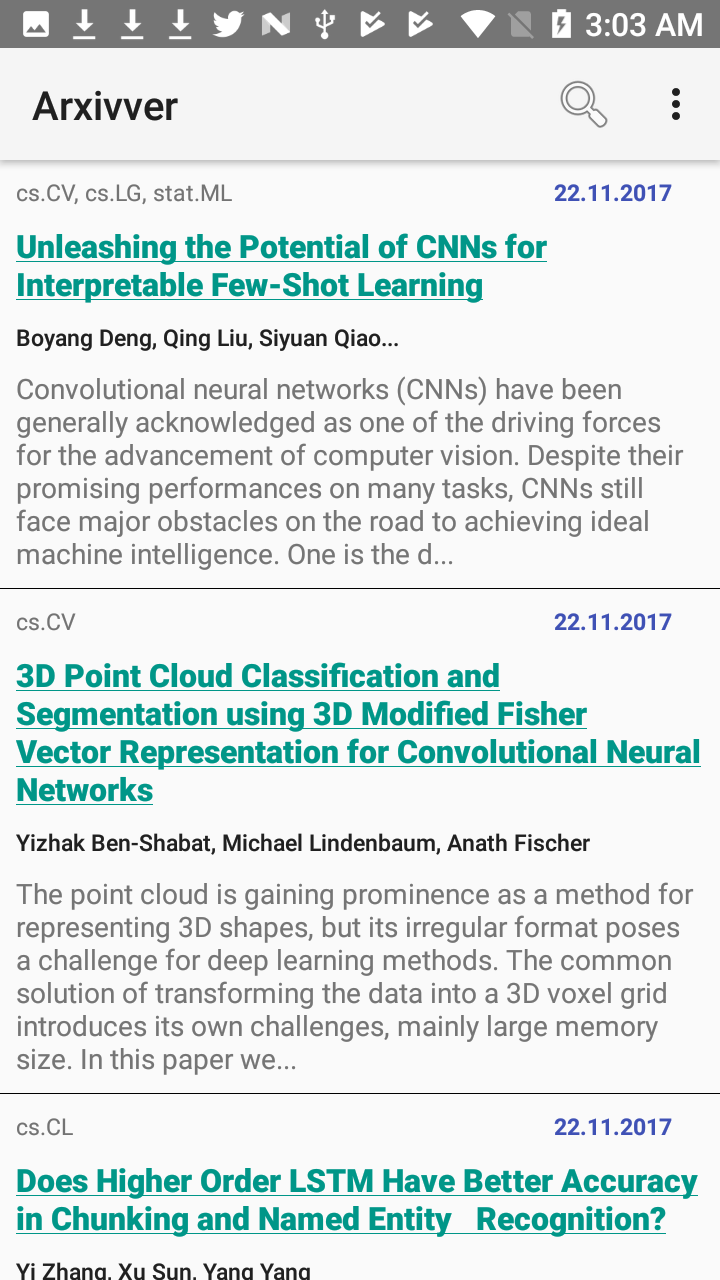 3:03 AM
Arxivver
cs.CV, cs.LG, stat.ML 22.11.2017
Unleashing the Potential of CNNs for
Interpretable Few-Shot Learning
Boyang Deng, Qing Liu, Siyuan Qiao...
Convolutional neural networks (CNNs) have been
generally acknowledged as one of the driving forces
for the advancement of computer vision. Despite their
promising performances on many tasks, CNNs still
face major obstacles on the road to achieving ideal
machine intelligence. One is the d...
cs.CV 22.11.2017
3D Point Cloud Classification and
Segmentation using 3D Modified Fisher
Vector Representation for Convolutional Neural
Networks
Yizhak Ben-Shabat, Michael Lindenbaum, Anath Fischer
The point cloud is gaining prominence as a method for
representing 3D shapes, but its irregular format poses
a challenge for deep learning methods. The common
solution of transforming the data into a 3D voxel grid
introduces its own challenges, mainly large memory
size. In this paper we...
cs.CL 22.11.2017
Does Higher Order LSTM Have Better Accuracy
in Chunking and Named Entity Recognition?
Yi Zhang, Xu Sun, Yang Yang